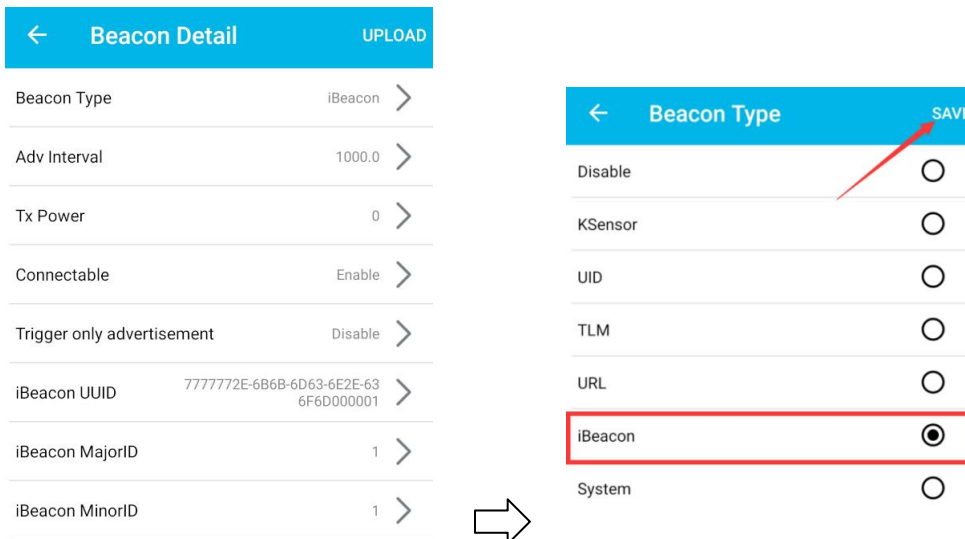 Beacon Detail UPLOAD
Beacon Type iBeacon
Adv Interval 1000.0
Tx Power 0
Connectable Enable
Trigger only advertisement Disable
iBeacon UUID 7777772E-6B6B-6D63-6E2E-63
6F6D000001
iBeacon MajorID 1
iBeacon MinorID 1
Beacon Type SAVE
Disable
KSensor
UID
TLM
URL
iBeacon
System